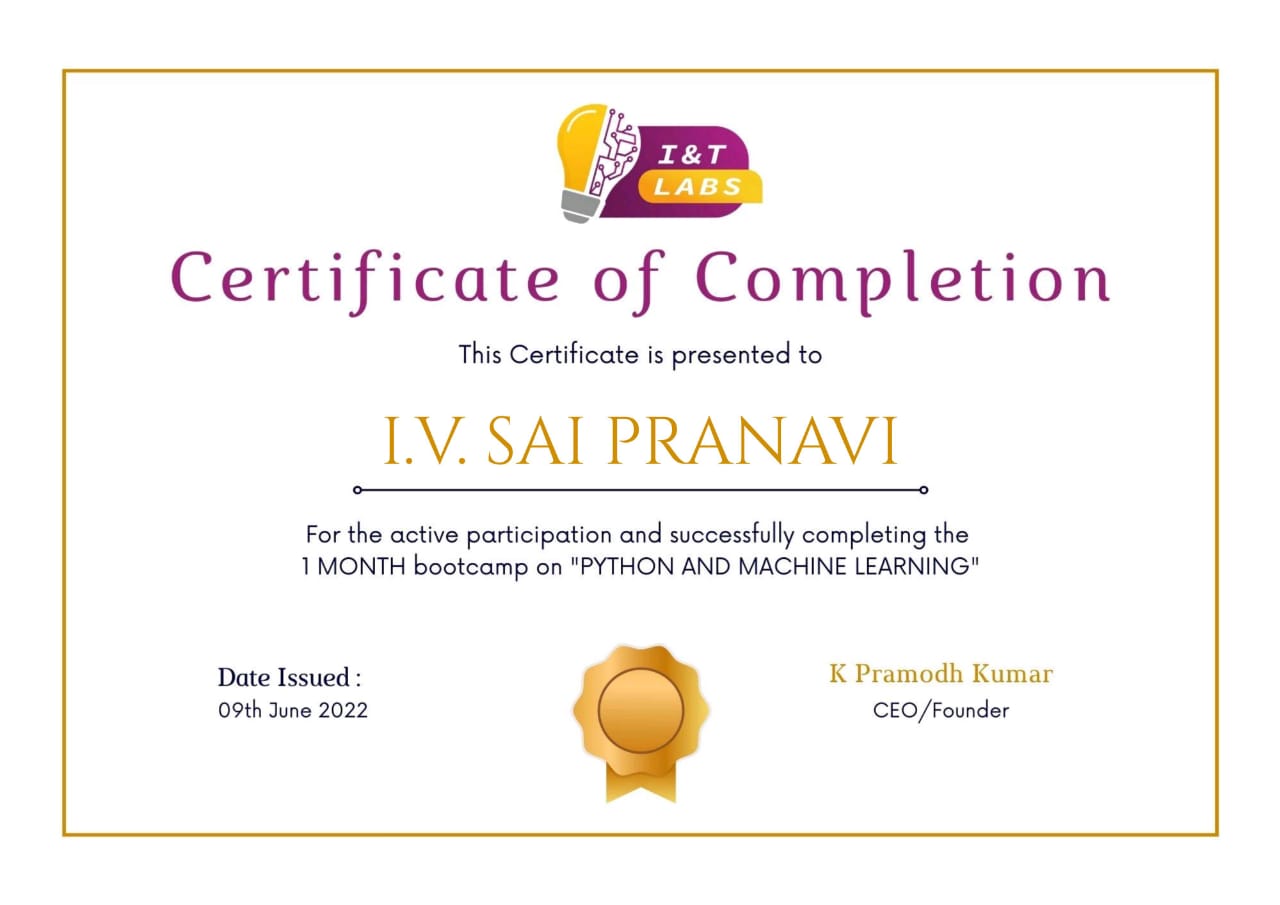 I&T
LABS
Certificate of Completion
This Certificate is presented to
I.V. SAI PRANAVI
For the active participation and successfully completing the
1 MONTH bootcamp on "PYTHON AND MACHINE LEARNING"
Date Issued :
09th June 2022
K Pramodh Kumar
CEO/Founder